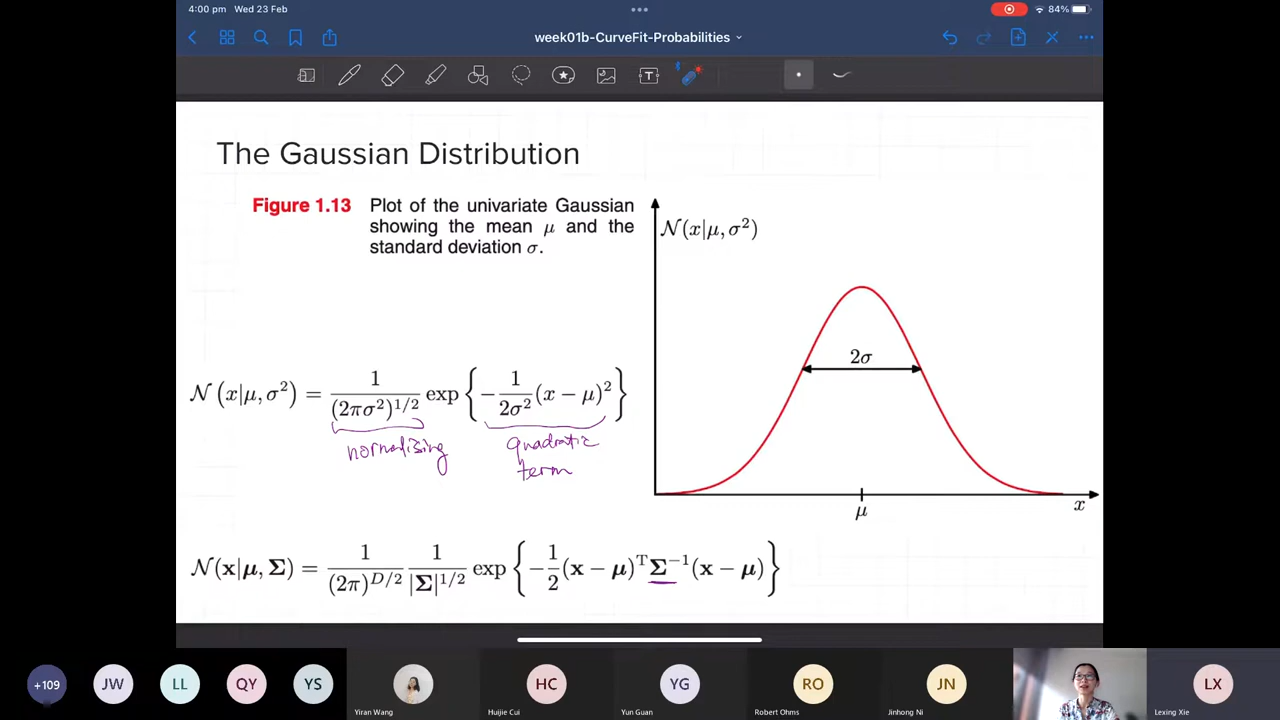 4:00 pm Wed 23 Feb
84%
week01b-CurveFit-Probabilities
T
The Gaussian Distribution
Figure 1.13 Plot of the univariate Gaussian
showing the mean μ and the
standard deviation σ.
N(x|μ, σ²)
2σ
μ
x
N(x|μ, σ²) = 1/(2πσ²)^{1/2} exp{−1/(2σ²)(x − μ)²}
normalising
quadratic
term
N(x|μ, Σ) = 1/(2π)^{D/2} 1/|Σ|^{1/2} exp{−1/2(x − μ)ᵀΣ⁻¹(x − μ)}
+109
JW
LL
QY
YS
Yiran Wang
HC
Huijie Cui
YG
Yun Guan
RO
Robert Ohms
JN
Jinhong Ni
LX
Lexing Xie